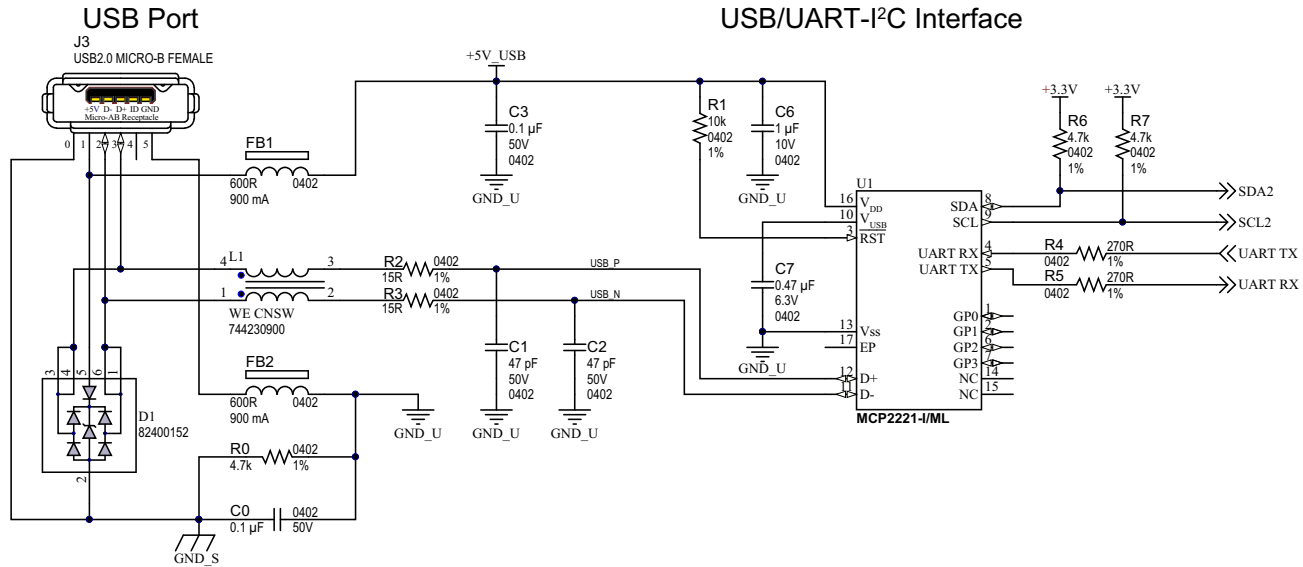 USB Port
USB/UART-I²C Interface
J3
USB2.0 MICRO-B FEMALE
+5V D- D+ ID GND
Micro-AB Receptacle
0 1 2 3 4 5
FB1
600R 0402
900 mA
+5V_USB
C3
0.1 µF
50V
0402
GND_U
R1
10k
0402
1%
C6
1 µF
10V
0402
GND_U
+3.3V
+3.3V
R6
4.7k
0402
1%
R7
4.7k
0402
1%
U1
16 VDD
10 VUSB
3 RST
13 Vss
17 EP
12 D+
11 D-
SDA 8
SCL 9
UART RX 4
UART TX 5
GP0 1
GP1 2
GP2 6
GP3 7
NC 14
NC 15
MCP2221-I/ML
SDA2
SCL2
R4 270R
0402 1%
UART TX
R5 270R
0402 1%
UART RX
C7
0.47 µF
6.3V
0402
GND_U
4 L1 3
1 2
WE CNSW
744230900
R2 0402
15R 1%
USB_P
R3 0402
15R 1%
USB_N
C1
47 pF
50V
0402
GND_U
C2
47 pF
50V
0402
GND_U
FB2
600R 0402
900 mA
GND_U
3 4 5 6 1
D1
82400152
2
R0 0402
4.7k 1%
C0 0402
0.1 µF 50V
GND_S